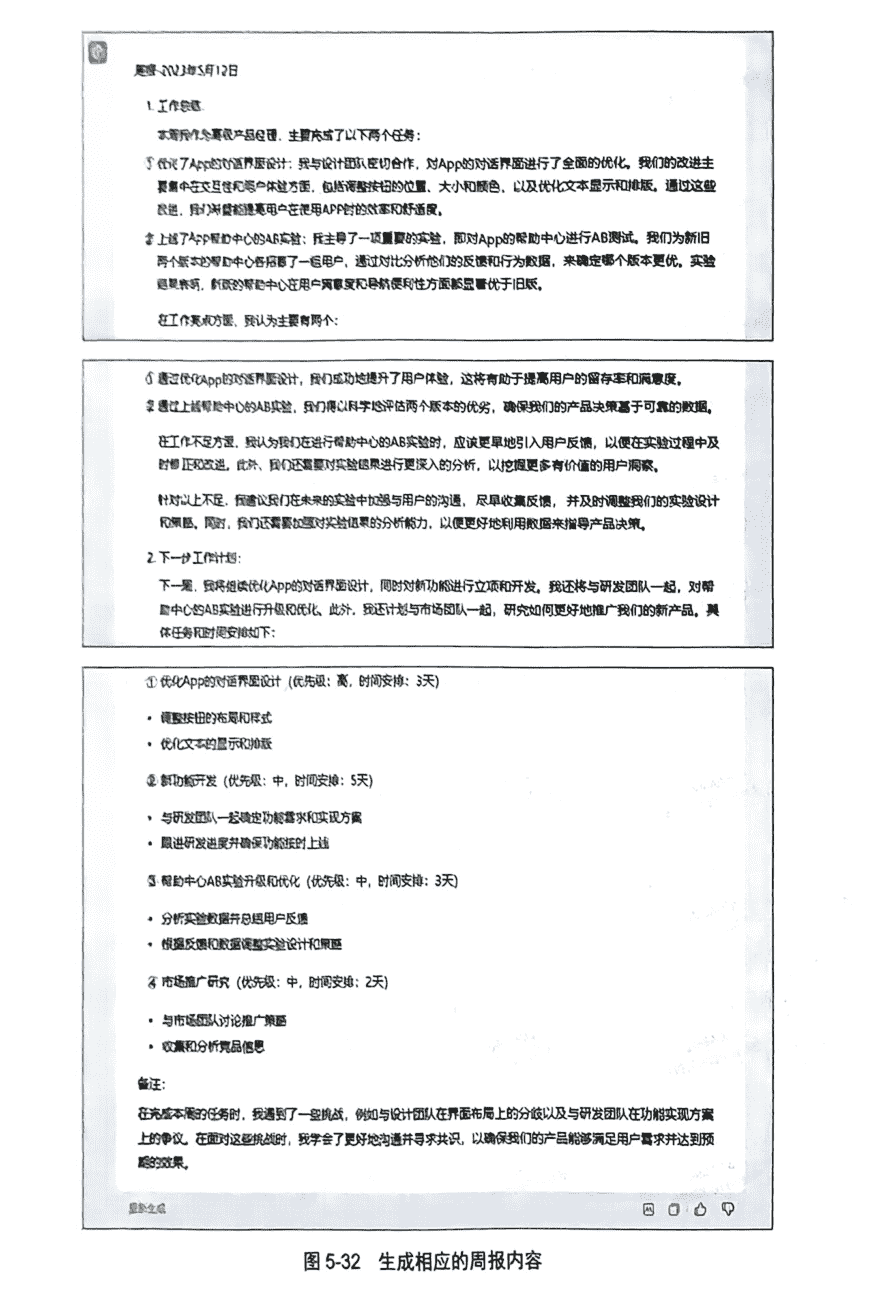 周报-2023年5月12日
1. 工作总结
本周我作为高级产品经理，主要完成了以下两个任务：
① 优化了App的对话界面设计：我与设计团队密切合作，对App的对话界面进行了全面的优化。我们的改进主
要集中在交互性和用户体验方面，包括调整按钮的位置、大小和颜色，以及优化文本显示和排版。通过这些
改进，我们希望能提高用户在使用APP时的效率和舒适度。
② 上线了APP帮助中心的AB实验：我主导了一项重要的实验，即对App的帮助中心进行AB测试。我们为新旧
两个版本的帮助中心各招募了一组用户，通过对比分析他们的反馈和行为数据，来确定哪个版本更优。实验
结果表明，新版的帮助中心在用户满意度和导航便利性方面都显著优于旧版。
在工作亮点方面，我认为主要有两个：
① 通过优化App的对话界面设计，我们成功地提升了用户体验，这将有助于提高用户的留存率和满意度。
② 通过上线帮助中心的AB实验，我们得以科学地评估两个版本的优劣，确保我们的产品决策基于可靠的数据。
在工作不足方面，我认为我们在进行帮助中心的AB实验时，应该更早地引入用户反馈，以便在实验过程中及
时修正和改进。此外，我们还需要对实验结果进行更深入的分析，以挖掘更多有价值的用户洞察。
针对以上不足，我建议我们在未来的实验中加强与用户的沟通，尽早收集反馈，并及时调整我们的实验设计
和策略。同时，我们还需要加强对实验结果的分析能力，以便更好地利用数据来指导产品决策。
2. 下一步工作计划：
下一周，我将继续优化App的对话界面设计，同时对新功能进行立项和开发。我还将与研发团队一起，对帮
助中心的AB实验进行升级和优化。此外，我还计划与市场团队一起，研究如何更好地推广我们的新产品。具
体任务和时间安排如下：
① 优化App的对话界面设计（优先级：高，时间安排：3天）
• 调整按钮的布局和样式
• 优化文本的显示和排版
② 新功能开发（优先级：中，时间安排：5天）
• 与研发团队一起确定功能需求和实现方案
• 跟进研发进度并确保功能按时上线
③ 帮助中心AB实验升级和优化（优先级：中，时间安排：3天）
• 分析实验数据并总结用户反馈
• 根据反馈和数据调整实验设计和策略
④ 市场推广研究（优先级：中，时间安排：2天）
• 与市场团队讨论推广策略
• 收集和分析竞品信息
备注：
在完成本周的任务时，我遇到了一些挑战，例如与设计团队在界面布局上的分歧以及与研发团队在功能实现方案
上的争议。在面对这些挑战时，我学会了更好地沟通并寻求共识，以确保我们的产品能够满足用户需求并达到预
期的效果。
重新生成
图 5-32 生成相应的周报内容